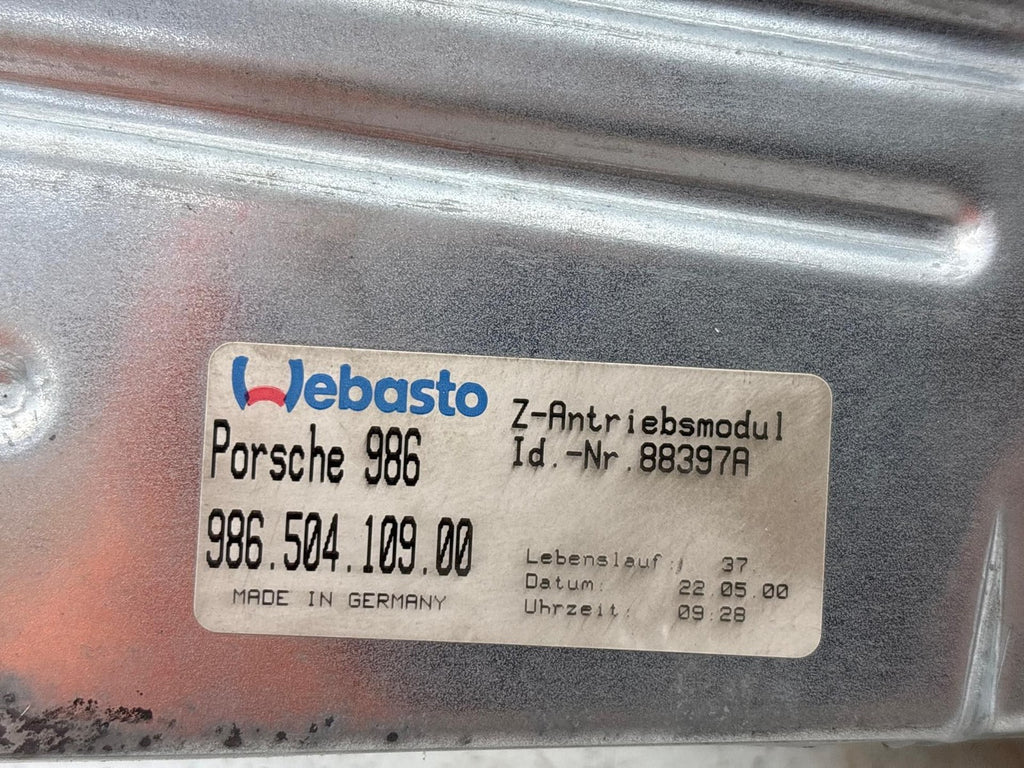 Webasto
Porsche 986
986.504.109.00
MADE IN GERMANY
Z-Antriebsmodul
Id.-Nr.88397A
Lebenslauf: 37.
Datum: 22.05.00
Uhrzeit: 09:28